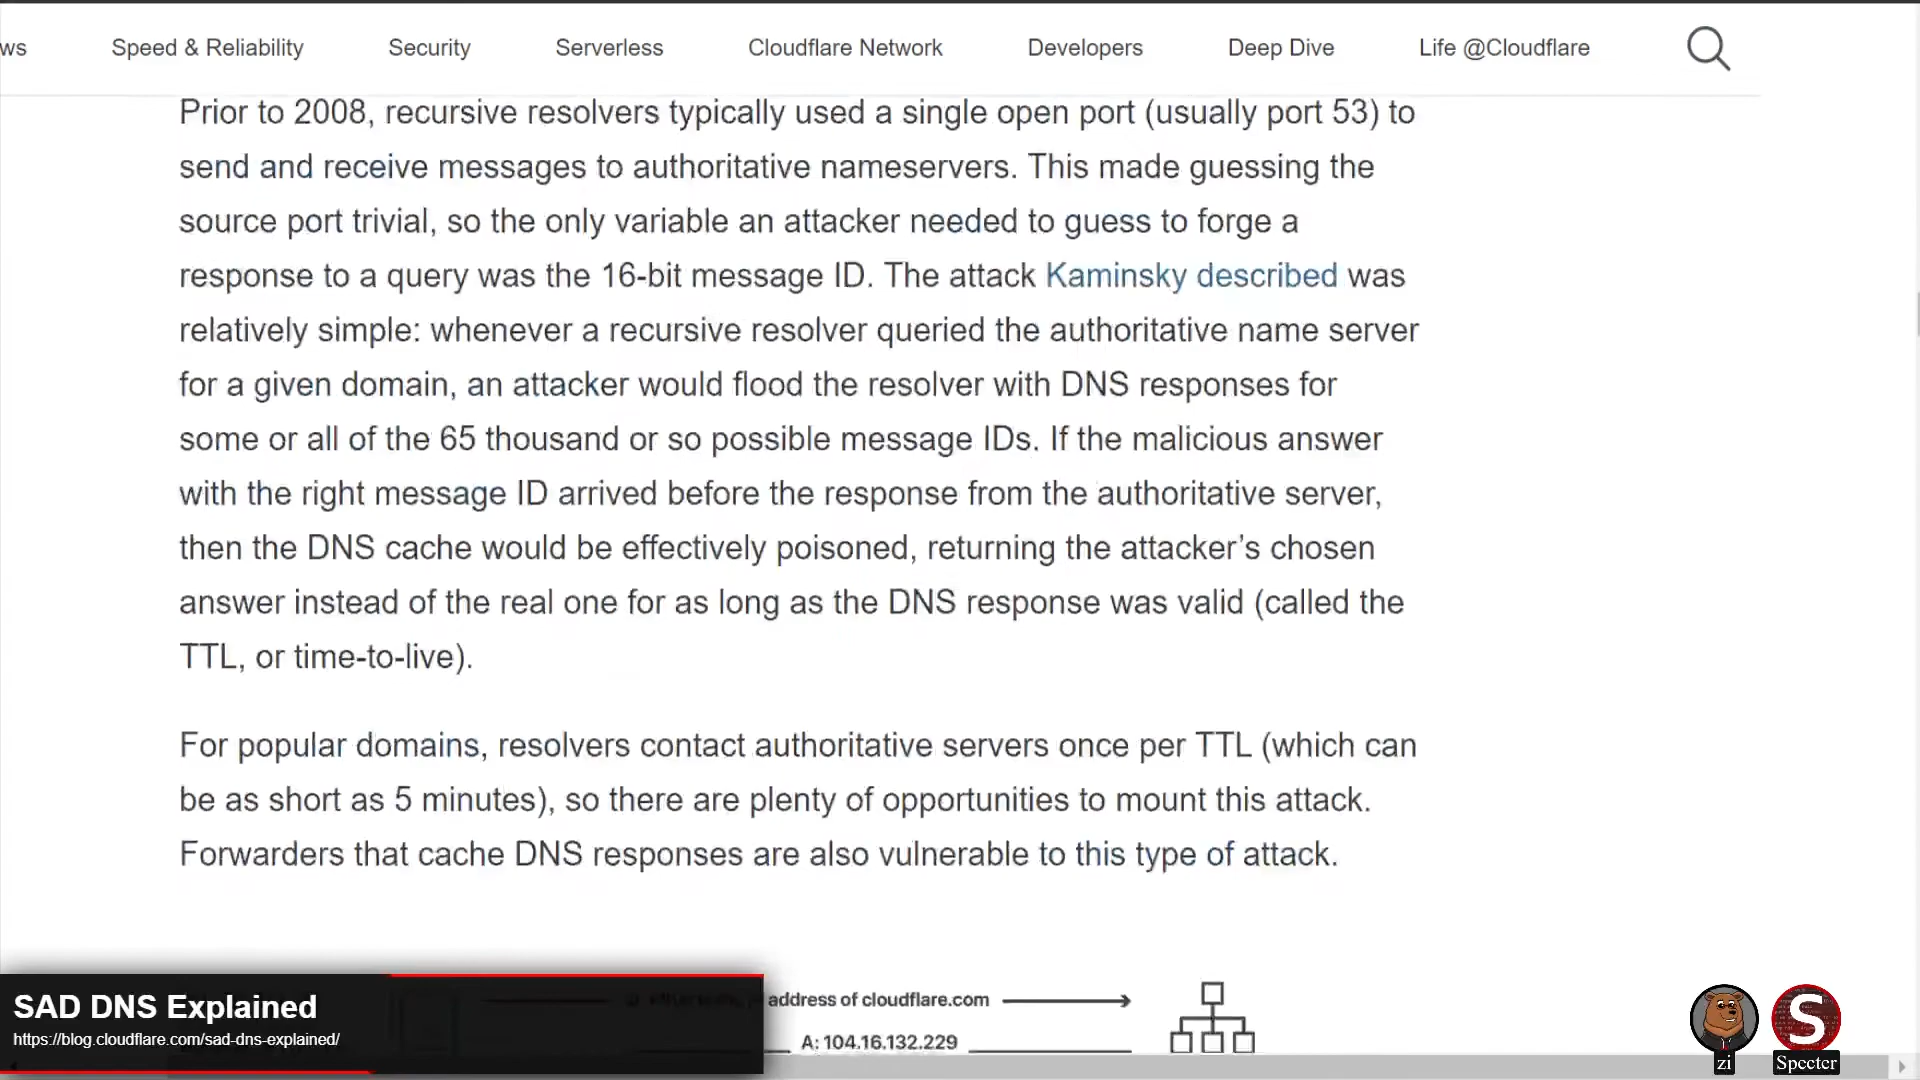 ws Speed & Reliability Security Serverless Cloudflare Network Developers Deep Dive Life @Cloudflare
Prior to 2008, recursive resolvers typically used a single open port (usually port 53) to
send and receive messages to authoritative nameservers. This made guessing the
source port trivial, so the only variable an attacker needed to guess to forge a
response to a query was the 16-bit message ID. The attack Kaminsky described was
relatively simple: whenever a recursive resolver queried the authoritative name server
for a given domain, an attacker would flood the resolver with DNS responses for
some or all of the 65 thousand or so possible message IDs. If the malicious answer
with the right message ID arrived before the response from the authoritative server,
then the DNS cache would be effectively poisoned, returning the attacker’s chosen
answer instead of the real one for as long as the DNS response was valid (called the
TTL, or time-to-live).
For popular domains, resolvers contact authoritative servers once per TTL (which can
be as short as 5 minutes), so there are plenty of opportunities to mount this attack.
Forwarders that cache DNS responses are also vulnerable to this type of attack.
address of cloudflare.com
A: 104.16.132.229
SAD DNS Explained
https://blog.cloudflare.com/sad-dns-explained/
S
zi
Specter